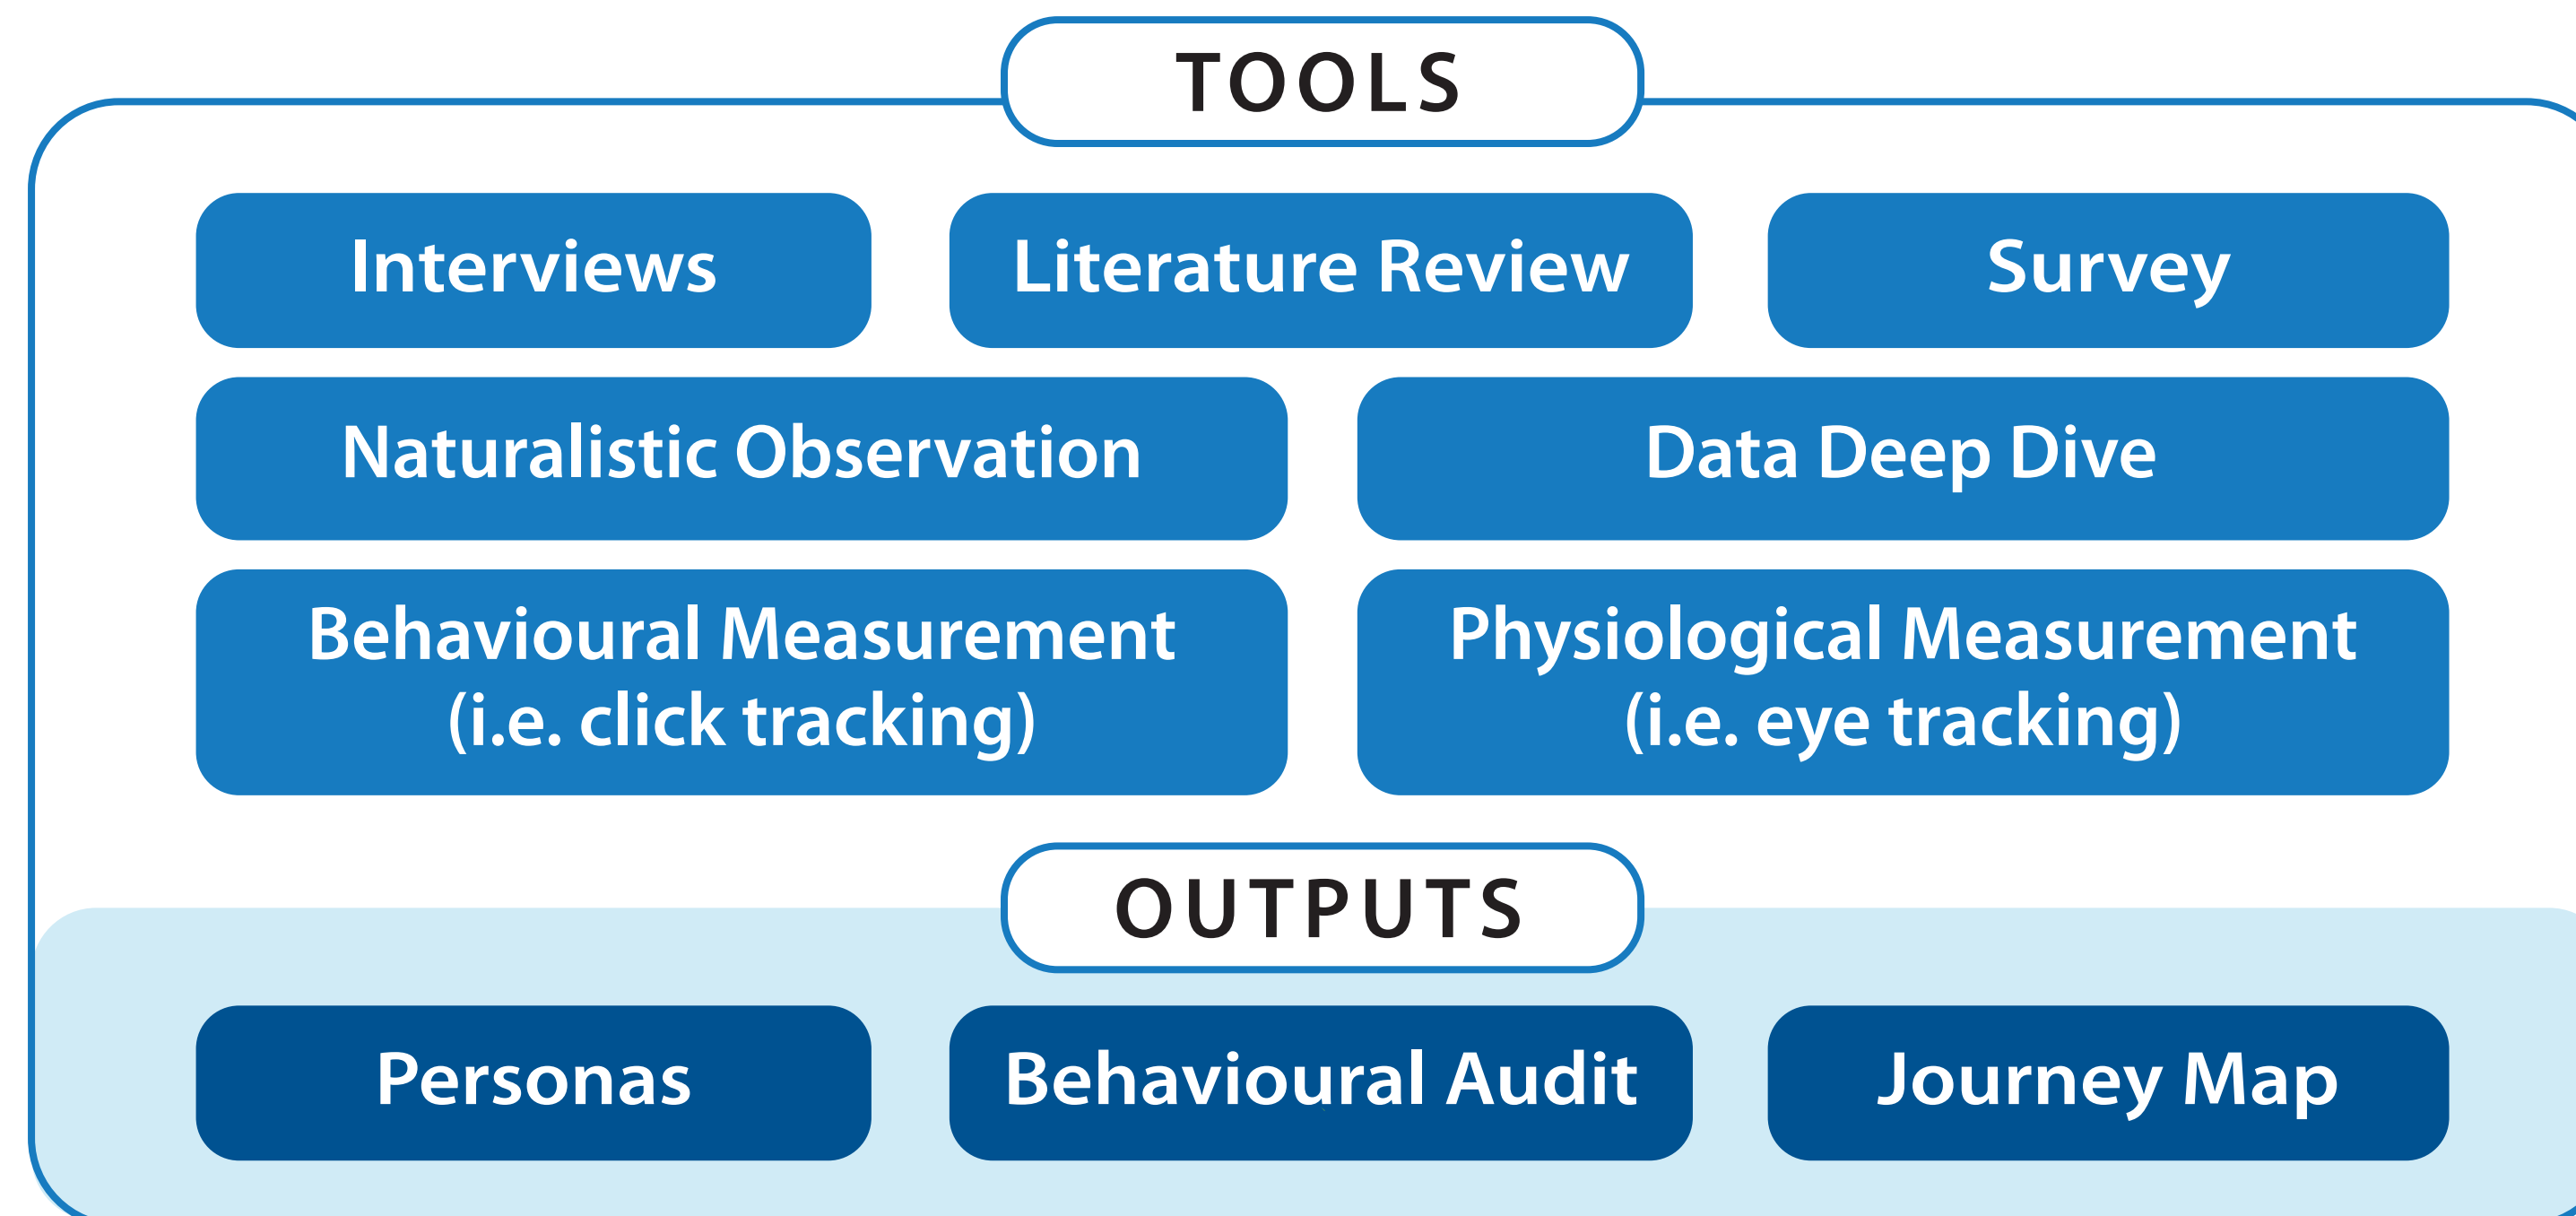 TOOLS
Interviews
Literature Review
Survey
Naturalistic Observation
Data Deep Dive
Behavioural Measurement
(i.e. click tracking)
Physiological Measurement
(i.e. eye tracking)
OUTPUTS
Personas
Behavioural Audit
Journey Map